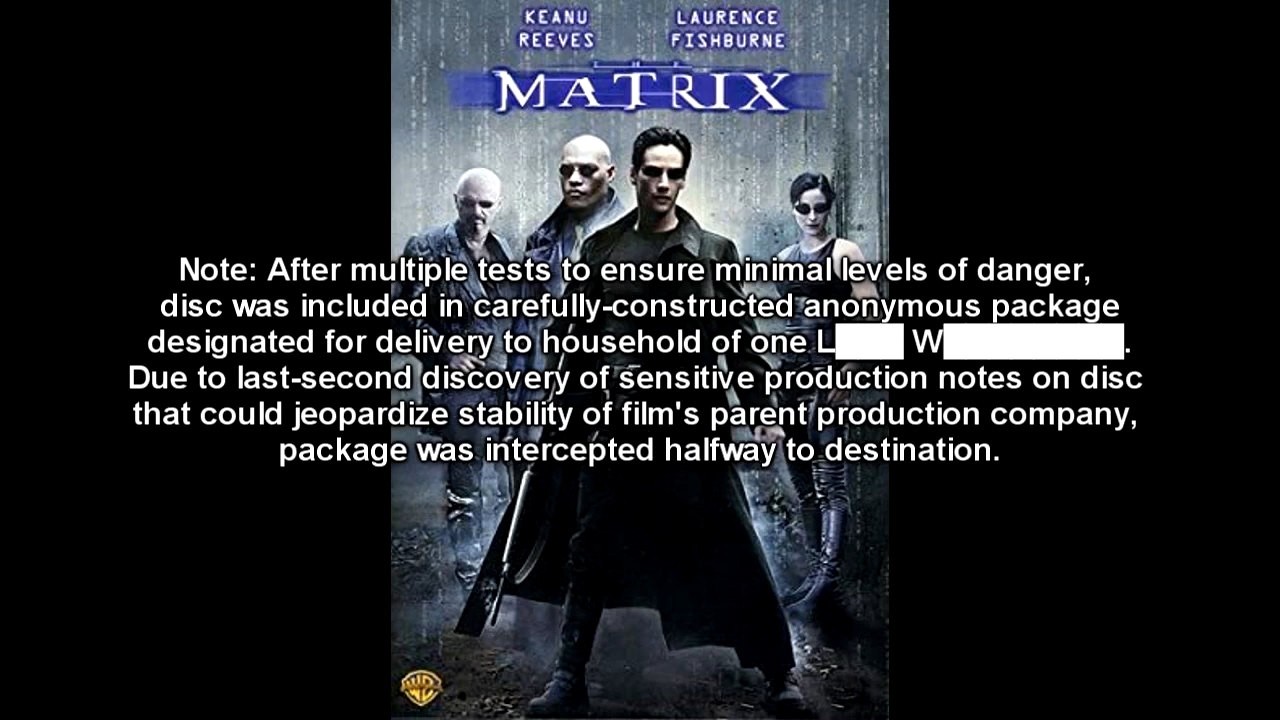 KEANU REEVES
LAURENCE FISHBURNE
THE
MATRIX
Note: After multiple tests to ensure minimal levels of danger,
disc was included in carefully-constructed anonymous package
designated for delivery to household of one L W.
Due to last-second discovery of sensitive production notes on disc
that could jeopardize stability of film's parent production company,
package was intercepted halfway to destination.
WB